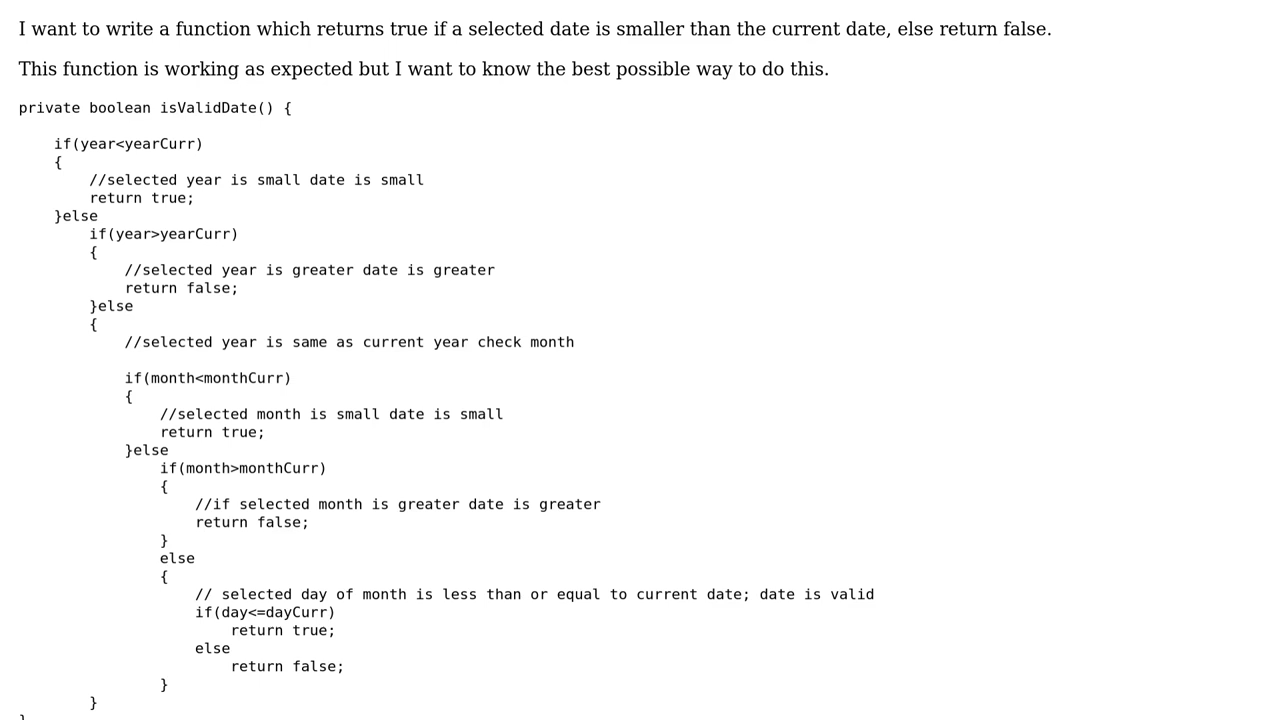 I want to write a function which returns true if a selected date is smaller than the current date, else return false.
This function is working as expected but I want to know the best possible way to do this.
private boolean isValidDate() {
    if(year<yearCurr)
    {
        //selected year is small date is small
        return true;
    }else
        if(year>yearCurr)
        {
            //selected year is greater date is greater
            return false;
        }else
        {
            //selected year is same as current year check month
            if(month<monthCurr)
            {
                //selected month is small date is small
                return true;
            }else
                if(month>monthCurr)
                {
                    //if selected month is greater date is greater
                    return false;
                }
                else
                {
                    // selected day of month is less than or equal to current date; date is valid
                    if(day<=dayCurr)
                        return true;
                    else
                        return false;
                }
        }
}